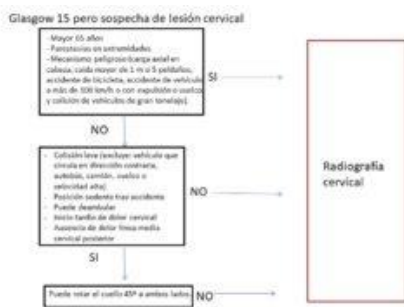 Glasgow 15 pero sospecha de lesión cervical
- Mayor 65 años
- Parestesias en extremidades
- Mecanismo peligroso (carga axial en
cabeza, caída mayor de 1 m o 5 peldaños,
accidente de bicicleta, accidente de vehículo
a más de 100 km/h o con expulsión o vuelco
y colisión de vehículos de gran tonelaje).
SI
NO
- Colisión leve (excluye: vehículo que
circula en dirección contraria,
autobús, camión, vuelco o
velocidad alta)
- Posición sedente tras accidente
- Puede deambular
- Inicio tardío de dolor cervical
- Ausencia de dolor línea media
cervical posterior
NO
SI
Puede rotar el cuello 45º a ambos lados.
NO
Radiografía
cervical